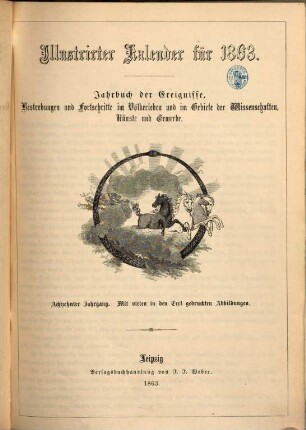 Illustrirter Kalender für 1863.
Jahrbuch der Ereignisse,
Bestrebungen und Fortschritte im Völkerleben und im Gebiete der Wissenschaften,
Künste und Gewerbe.
Achtzehnter Jahrgang. Mit vielen in den Text gedruckten Abbildungen.
Leipzig
Verlagsbuchhandlung von J. J. Weber.
1863